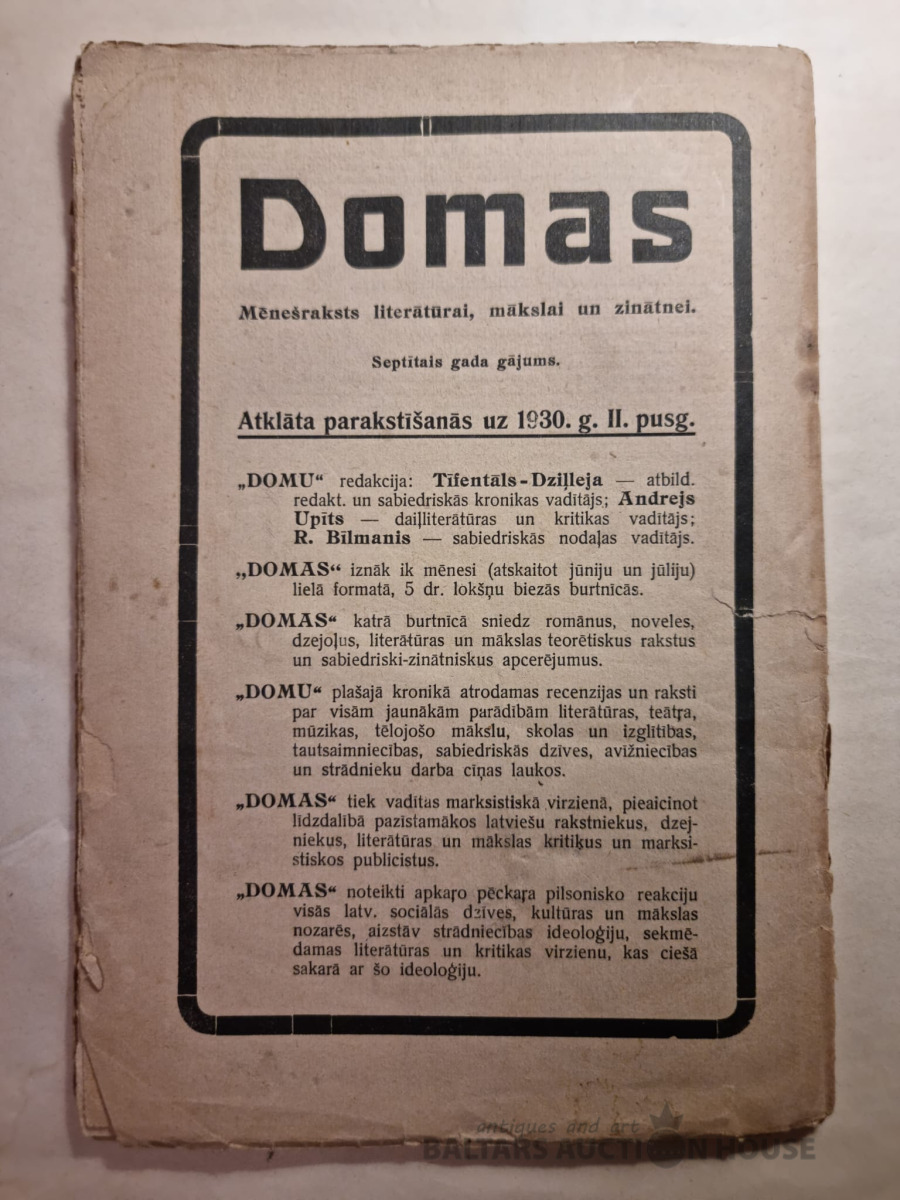 Domas
Mēnešraksts literātūrai, mākslai un zinātnei.
Septītais gada gājums.
Atklāta parakstīšanās uz 1930. g. II. pusg.
„DOMU“ redakcija: Tīfentāls-Dziļleja — atbild.
redakt. un sabiedriskās kronikas vadītājs; Andrejs
Upīts — daiļliterātūras un kritikas vadītājs;
R. Bīlmanis — sabiedriskās nodaļas vadītājs.
„DOMAS“ iznāk ik mēnesi (atskaitot jūniju un jūliju)
lielā formatā, 5 dr. lokšņu biezās burtnīcās.
„DOMAS“ katrā burtnīcā sniedz romānus, noveles,
dzejoļus, literātūras un mākslas teorētiskus rakstus
un sabiedriski-zinātniskus apcerējumus.
„DOMU“ plašajā kronikā atrodamas recenzijas un raksti
par visām jaunākām parādībām literātūras, teātŗa,
mūzikas, tēlojošo mākslu, skolas un izglītības,
tautsaimniecības, sabiedriskās dzīves, avīžniecības
un strādnieku darba cīņas laukos.
„DOMAS“ tiek vadītas marksistiskā virzienā, pieaicinot
līdzdalībā pazīstamākos latviešu rakstniekus, dzej-
niekus, literātūras un mākslas kritiķus un marksi-
stiskos publicistus.
„DOMAS“ noteikti apkaŗo pēckaŗa pilsonisko reakciju
visās latv. sociālās dzīves, kultūras un mākslas
nozarēs, aizstāv strādniecības ideoloģiju, sekmē-
damas literātūras un kritikas virzienu, kas ciešā
sakarā ar šo ideoloģiju.
antiques and art
BALTARS AUCTION HOUSE